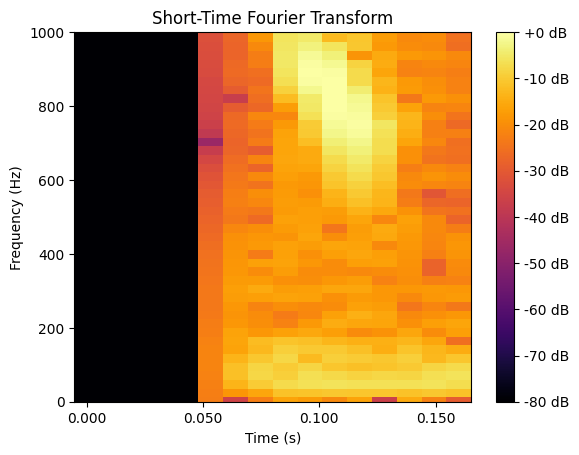 Short-Time Fourier Transform
Frequency (Hz)
1000
800
600
400
200
0
0.000
0.050
0.100
0.150
Time (s)
+0 dB
-10 dB
-20 dB
-30 dB
-40 dB
-50 dB
-60 dB
-70 dB
-80 dB